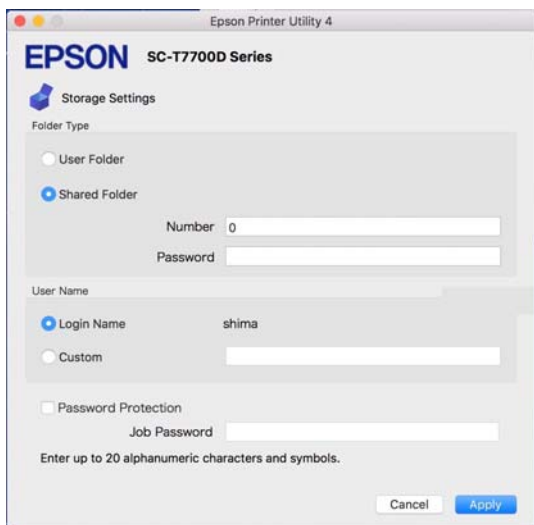 Epson Printer Utility 4
EPSON SC-T7700D Series
Storage Settings
Folder Type
User Folder
Shared Folder
Number 0
Password
User Name
Login Name shima
Custom
Password Protection
Job Password
Enter up to 20 alphanumeric characters and symbols.
Cancel Apply